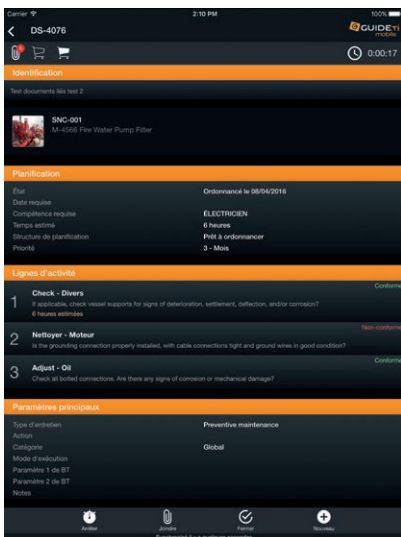 Carrier 2:10 PM 100%
DS-4076
GUIDETI
mobile
0:00:17
Identification
Test documents liés test 2
SNC-001
M-4566 Fire Water Pump Filter
Planification
État Ordonnancé le 08/04/2016
Date requise
Compétence requise ÉLECTRICIEN
Temps estimé 6 heures
Structure de planification Prêt à ordonnancer
Priorité 3 - Mois
Lignes d'activité
Conforme
1 Check - Divers
If applicable, check vessel supports for signs of deterioration, settlement, deflection, and/or corrosion?
6 heures estimées
Non-conforme
2 Nettoyer - Moteur
Is the grounding connection properly installed, with cable connections tight and ground wires in good condition?
Conforme
3 Adjust - Oil
Check all bolted connections. Are there any signs of corrosion or mechanical damage?
Paramètres principaux
Type d'entretien Preventive maintenance
Action
Catégorie Global
Mode d'exécution
Paramètre 1 de BT
Paramètre 2 de BT
Notes
Arrêter Joindre Fermer Nouveau